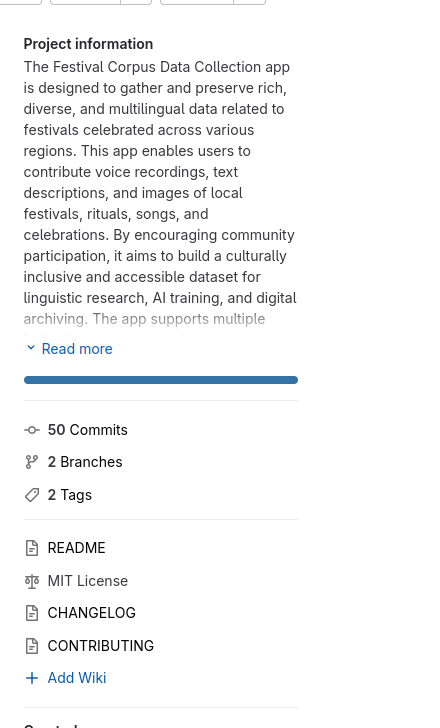 Project information
The Festival Corpus Data Collection app
is designed to gather and preserve rich,
diverse, and multilingual data related to
festivals celebrated across various
regions. This app enables users to
contribute voice recordings, text
descriptions, and images of local
festivals, rituals, songs, and
celebrations. By encouraging community
participation, it aims to build a culturally
inclusive and accessible dataset for
linguistic research, AI training, and digital
archiving. The app supports multiple
Read more
50 Commits
2 Branches
2 Tags
README
MIT License
CHANGELOG
CONTRIBUTING
Add Wiki